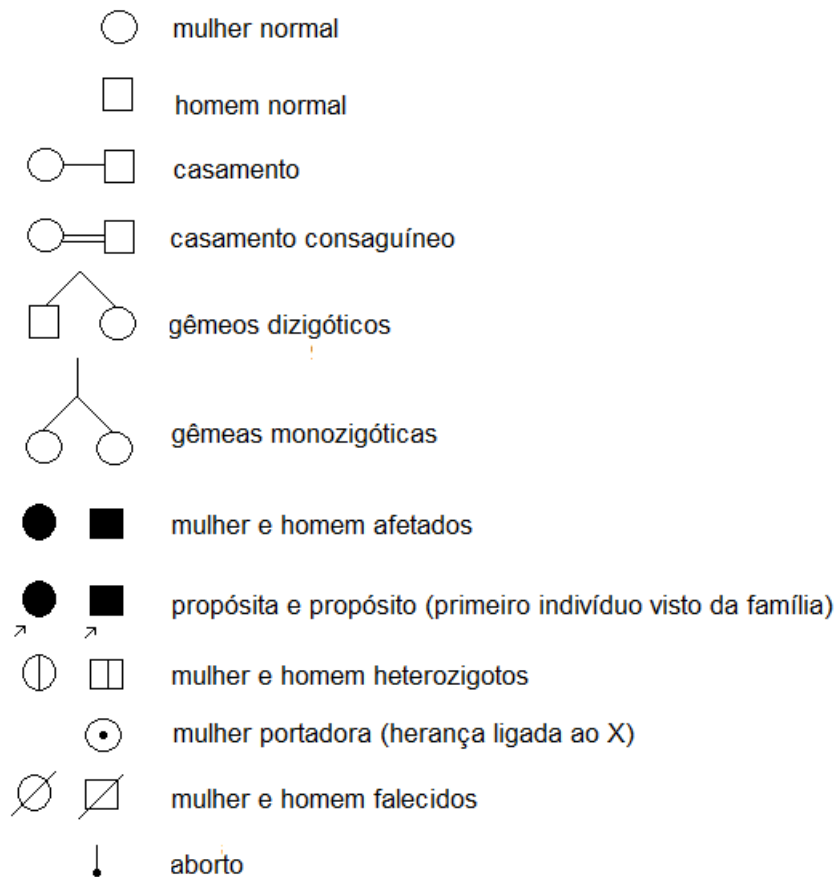 mulher normal
homem normal
casamento
casamento consaguíneo
gêmeos dizigóticos
gêmeas monozigóticas
mulher e homem afetados
propósita e propósito (primeiro indivíduo visto da família)
mulher e homem heterozigotos
mulher portadora (herança ligada ao X)
mulher e homem falecidos
aborto